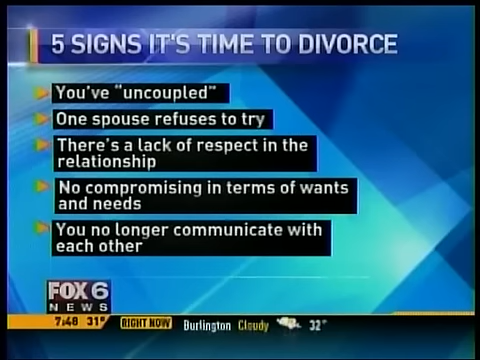 5 SIGNS IT'S TIME TO DIVORCE
You've "uncoupled"
One spouse refuses to try
There's a lack of respect in the
relationship
No compromising in terms of wants
and needs
You no longer communicate with
each other
FOX 6
NEWS
7:48 31° RIGHT NOW Burlington Cloudy 32°